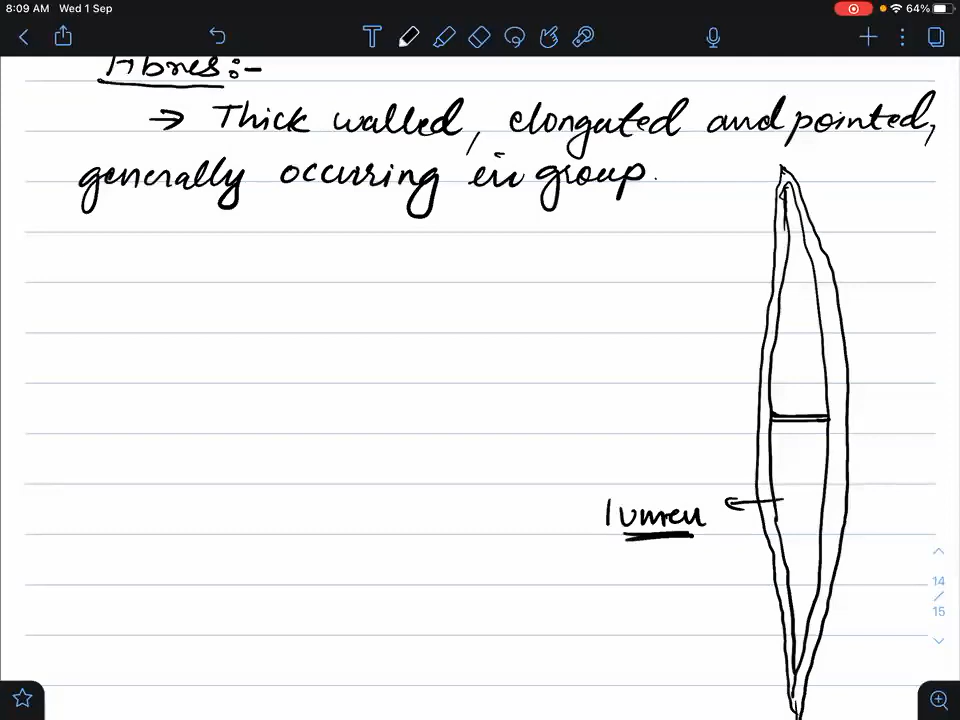 8:09 AM Wed 1 Sep
64%
Fibres:-
→ Thick walled, elongated and pointed,
generally occurring in group.
lumen
14
/
15